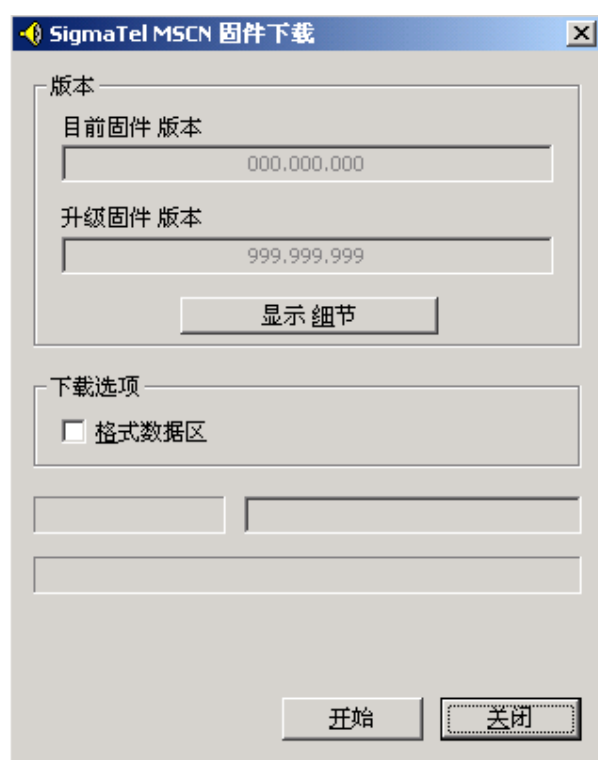 SigmaTel MSCN 固件下载
版本
目前固件 版本
000.000.000
升级固件 版本
999.999.999
显示 细节
下载选项
格式数据区
开始
关闭